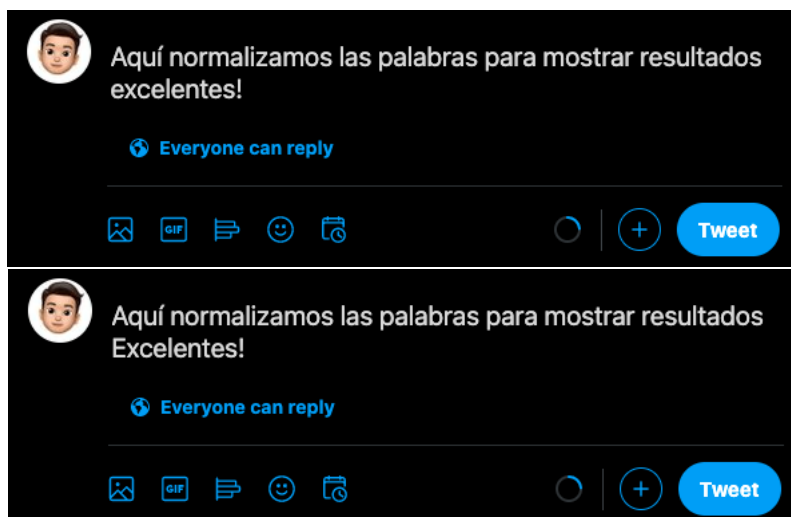 Aquí normalizamos las palabras para mostrar resultados
excelentes!
Everyone can reply
GIF
Tweet
Aquí normalizamos las palabras para mostrar resultados
Excelentes!
Everyone can reply
GIF
Tweet